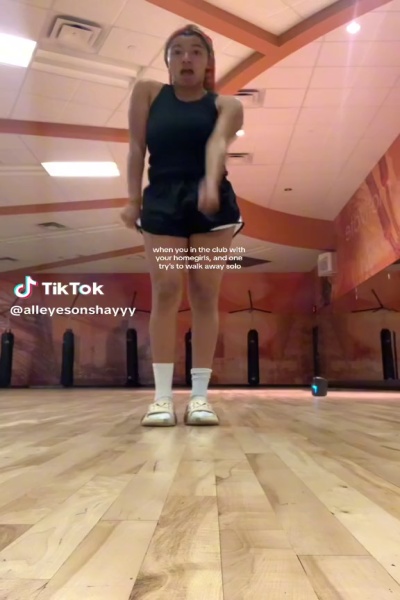 when you in the club with
your homegirls, and one
try's to walk away solo
TikTok
@alleyesonshayyy